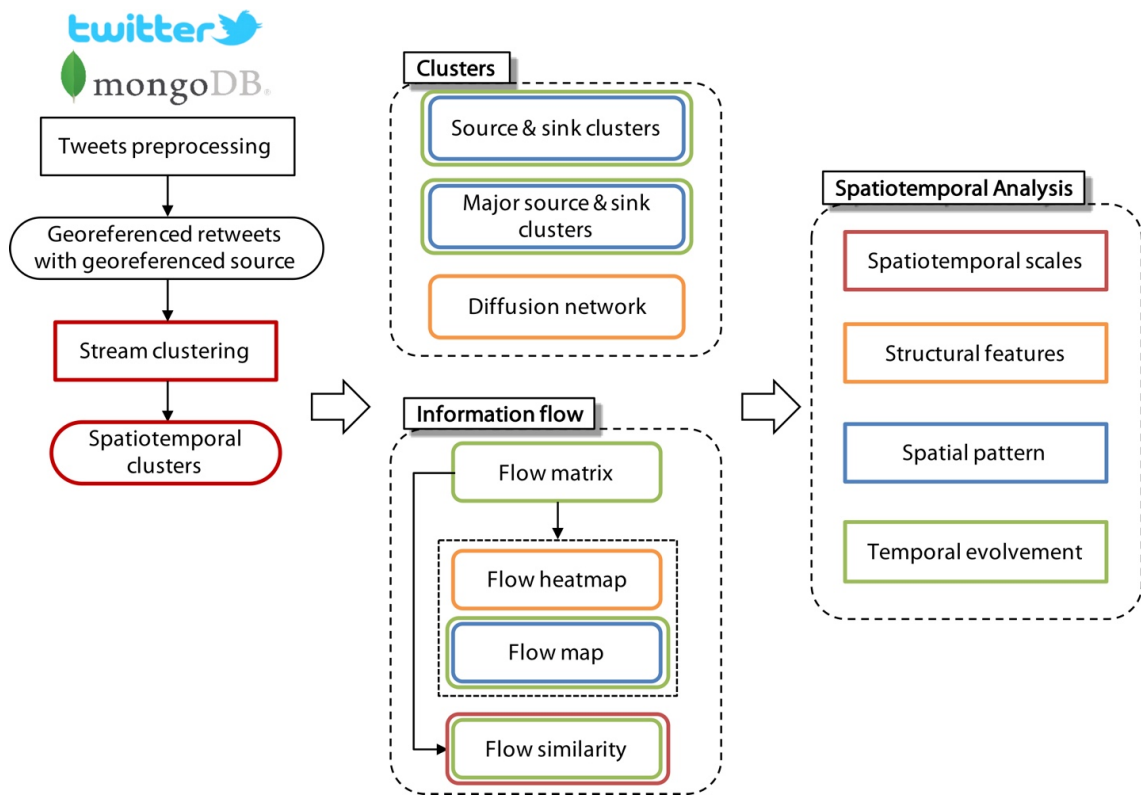 twitter
mongoDB®
Tweets preprocessing
Georeferenced retweets
with georeferenced source
Stream clustering
Spatiotemporal
clusters
Clusters
Source & sink clusters
Major source & sink
clusters
Diffusion network
Information flow
Flow matrix
Flow heatmap
Flow map
Flow similarity
Spatiotemporal Analysis
Spatiotemporal scales
Structural features
Spatial pattern
Temporal evolvement